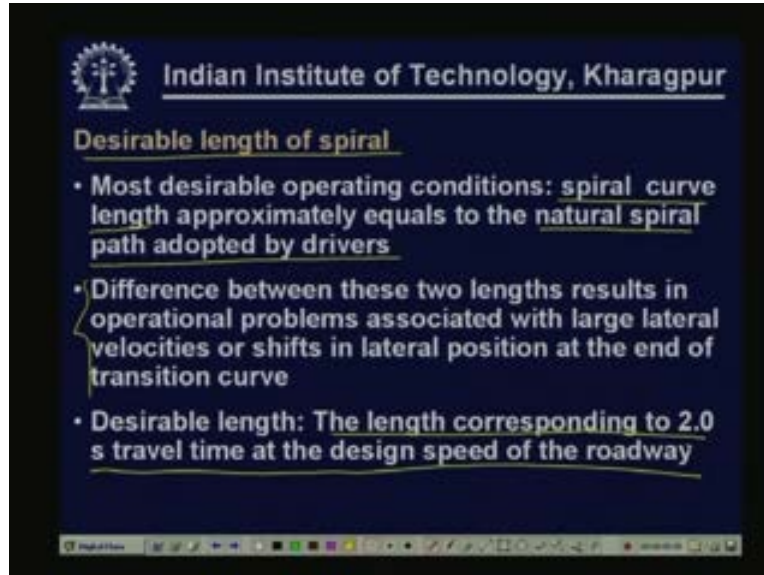 Indian Institute of Technology, Kharagpur
Desirable length of spiral
• Most desirable operating conditions: spiral curve
length approximately equals to the natural spiral
path adopted by drivers
• Difference between these two lengths results in
operational problems associated with large lateral
velocities or shifts in lateral position at the end of
transition curve
• Desirable length: The length corresponding to 2.0
s travel time at the design speed of the roadway